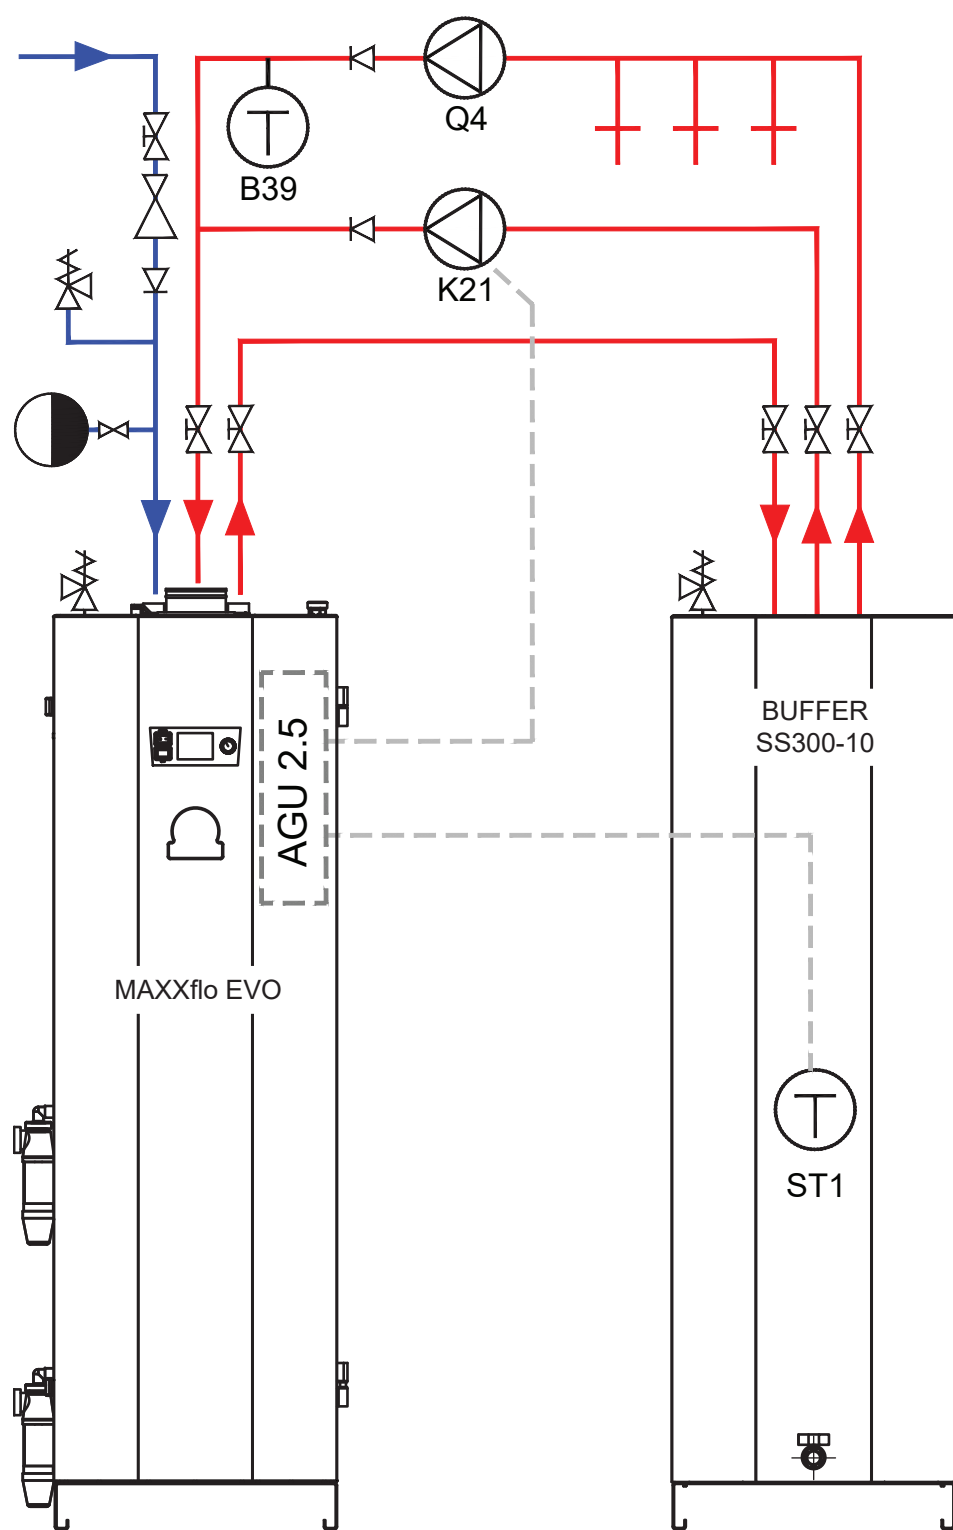 Q4
B39
K21
BUFFER
SS300-10
AGU 2.5
MAXXflo EVO
ST1